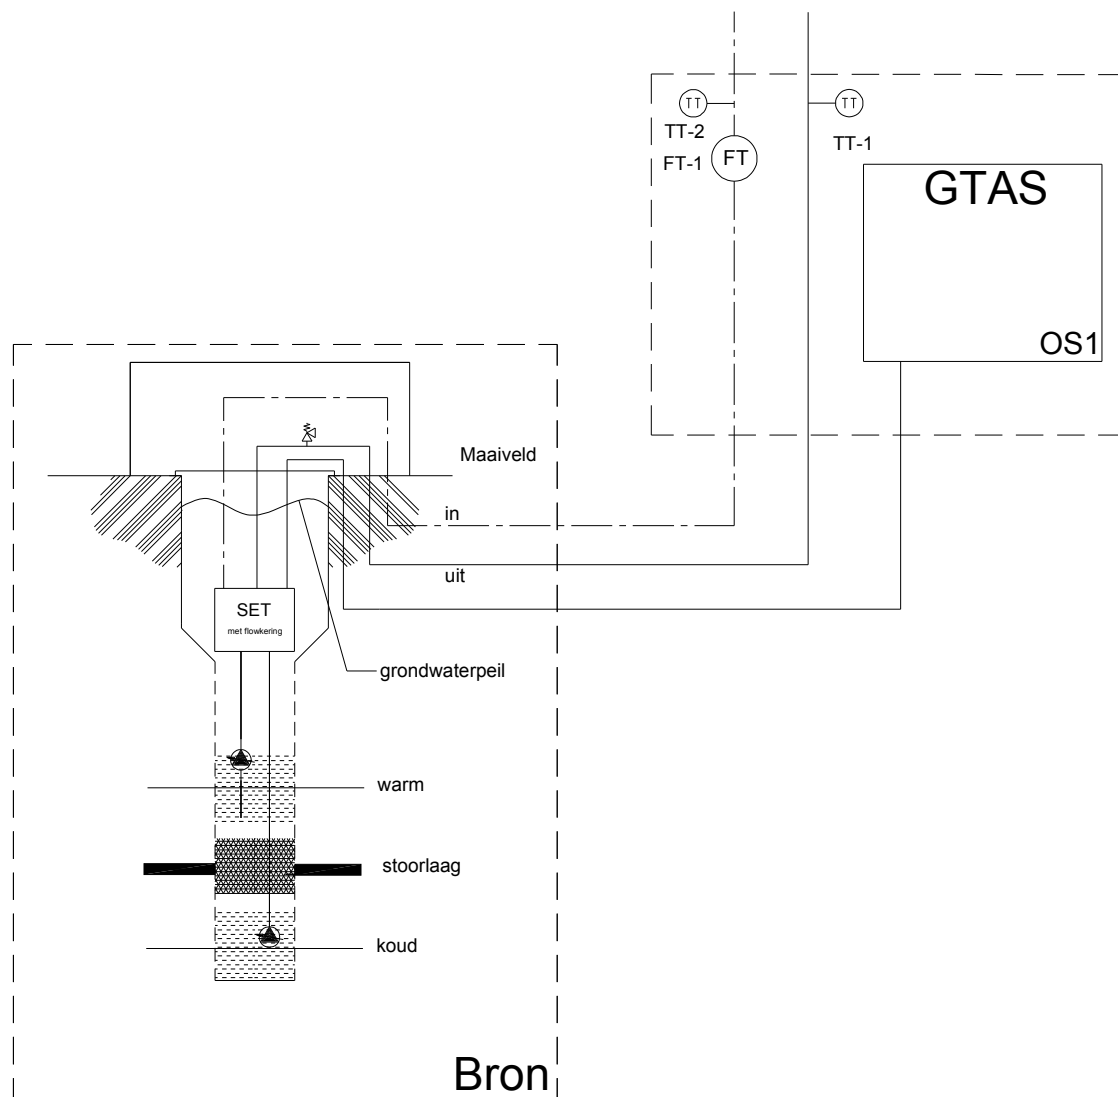 TT
TT
TT-2
TT-1
FT-1
FT
GTAS
OS1
Maaiveld
in
uit
SET
met flowkering
grondwaterpeil
warm
stoorlaag
koud
Bron